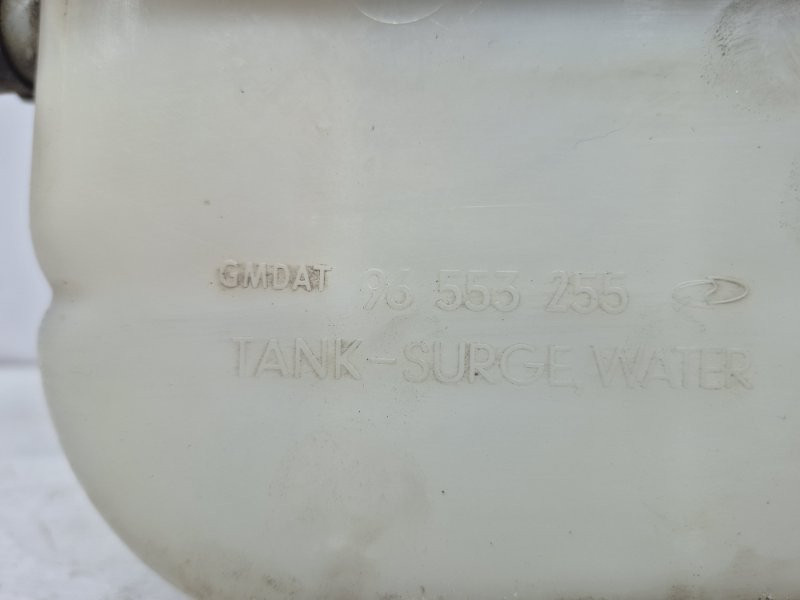 GMDAT 96 553 255
TANK-SURGE WATER